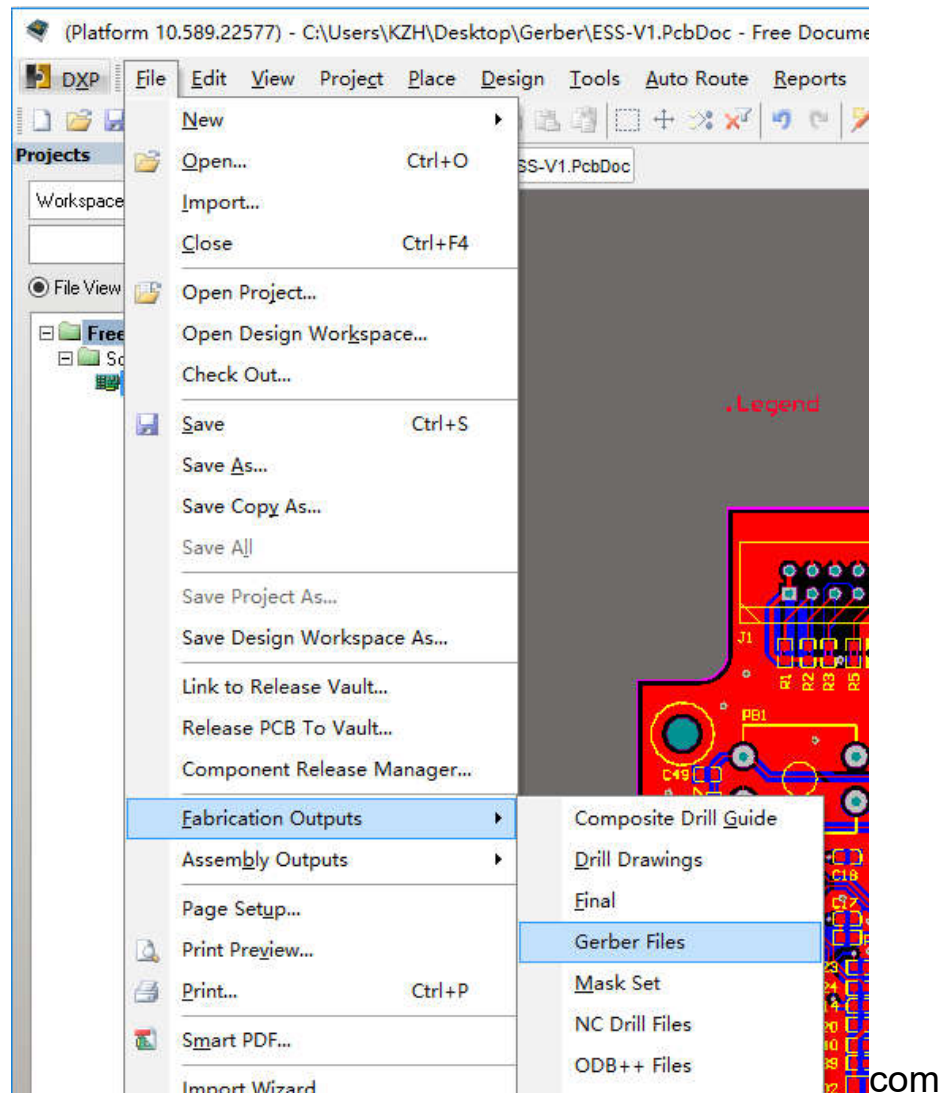 (Platform 10.589.22577) - C:\Users\KZH\Desktop\Gerber\ESS-V1.PcbDoc - Free Docume
DXP File Edit View Project Place Design Tools Auto Route Reports
Projects
SS-V1.PcbDoc
Workspace
File View
Free
New
Open... Ctrl+O
Import...
Close Ctrl+F4
Open Project...
Open Design Workspace...
Check Out...
Save Ctrl+S
Save As...
Save Copy As...
Save All
Save Project As...
Save Design Workspace As...
Link to Release Vault...
Release PCB To Vault...
Component Release Manager...
Fabrication Outputs
Assembly Outputs
Page Setup...
Print Preview...
Print... Ctrl+P
Smart PDF...
Import Wizard
Composite Drill Guide
Drill Drawings
Final
Gerber Files
Mask Set
NC Drill Files
ODB++ Files
.Legend
J1
R1 R2 R3 R5
PB1
C49
C18
C17
com